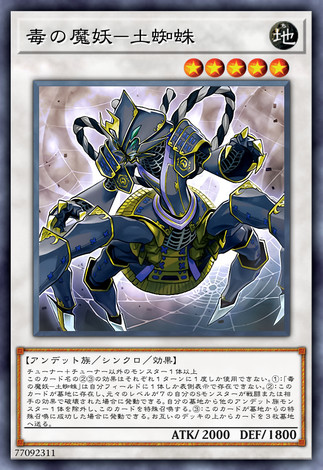 毒の魔妖－土蜘蛛
地
【アンデット族／シンクロ／効果】
チューナー＋チューナー以外のモンスター１体以上
このカード名の②③の効果はそれぞれ１ターンに１度しか使用できない。①：「毒
の魔妖－土蜘蛛」は自分フィールドに１体しか表側表示で存在できない。②：このカ
ードが墓地に存在し、元々のレベルが７の自分のSモンスターが戦闘または相
手の効果で破壊された場合に発動できる。自分の墓地から他のアンデット族モン
スター１体を除外し、このカードを特殊召喚する。③：このカードが墓地からの特
殊召喚に成功した場合に発動できる。お互いのデッキの上からカードを３枚墓地
へ送る。
ATK/ 2000 DEF/1800
77092311